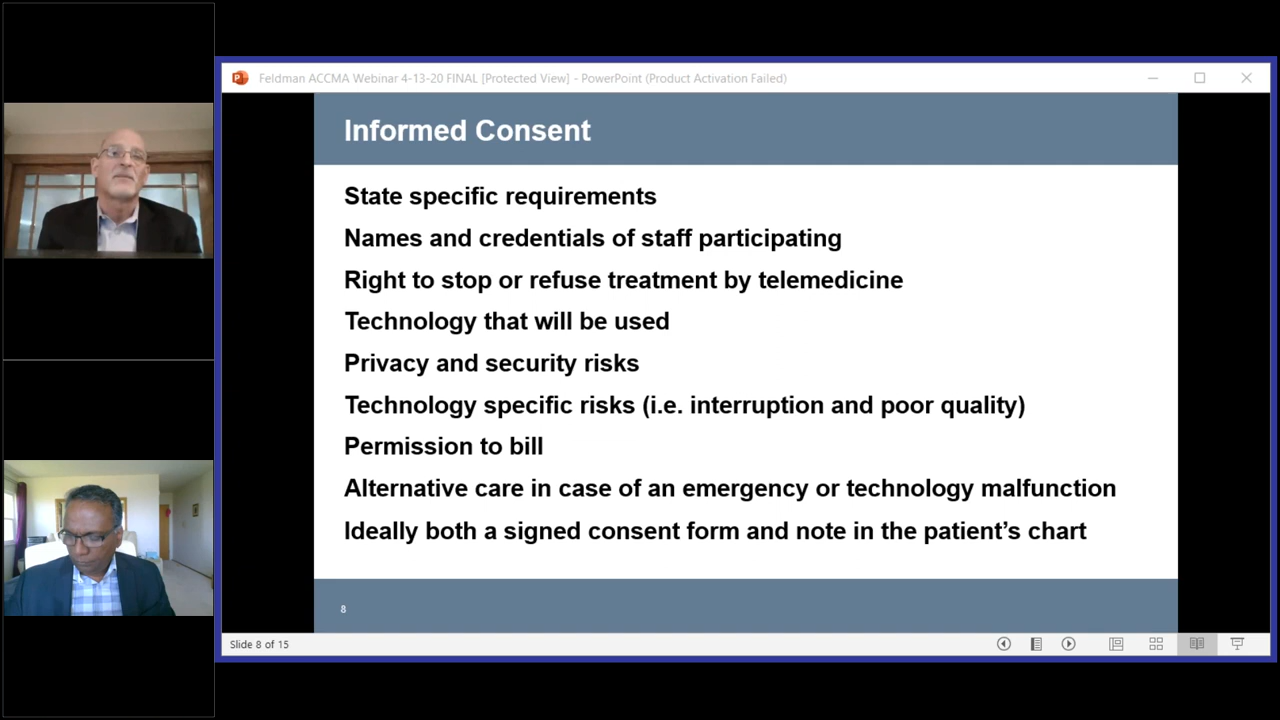 Feldman ACCMA Webinar 4-13-20 FINAL [Protected View] - PowerPoint (Product Activation Failed)
Informed Consent
State specific requirements
Names and credentials of staff participating
Right to stop or refuse treatment by telemedicine
Technology that will be used
Privacy and security risks
Technology specific risks (i.e. interruption and poor quality)
Permission to bill
Alternative care in case of an emergency or technology malfunction
Ideally both a signed consent form and note in the patient’s chart
8
Slide 8 of 15